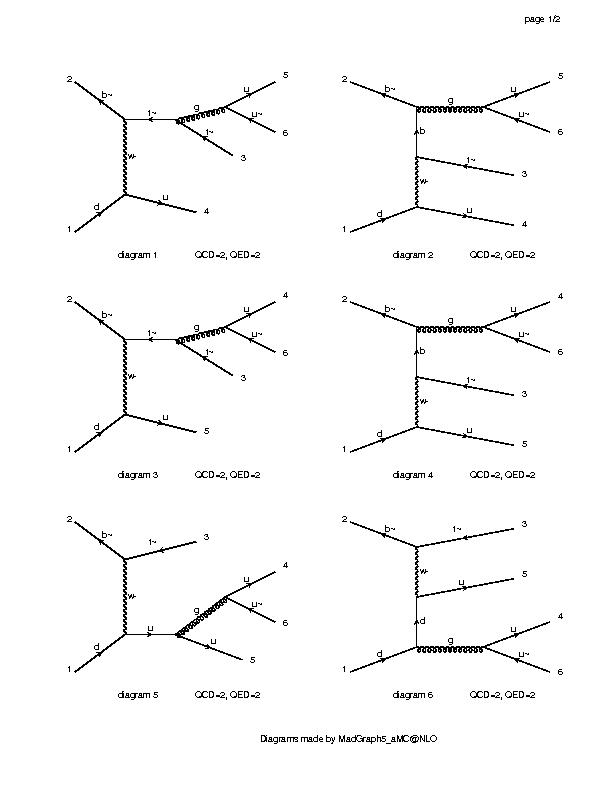 page 1/2
2
b~
t~
g
u
5
u~
6
t~
3
w-
d
u
4
1
diagram 1 QCD=2, QED=2
2
b~
g
u
5
u~
6
b
t~
3
w-
d
u
4
1
diagram 2 QCD=2, QED=2
2
b~
t~
g
u
4
u~
6
t~
3
w-
d
u
5
1
diagram 3 QCD=2, QED=2
2
b~
g
u
4
u~
6
b
t~
3
w-
d
u
5
1
diagram 4 QCD=2, QED=2
2
b~
t~
3
w-
u
4
g
u~
6
d
u
u
5
1
diagram 5 QCD=2, QED=2
2
b~
t~
3
w-
u
5
d
u
4
d
g
u~
6
1
diagram 6 QCD=2, QED=2
Diagrams made by MadGraph5_aMC@NLO